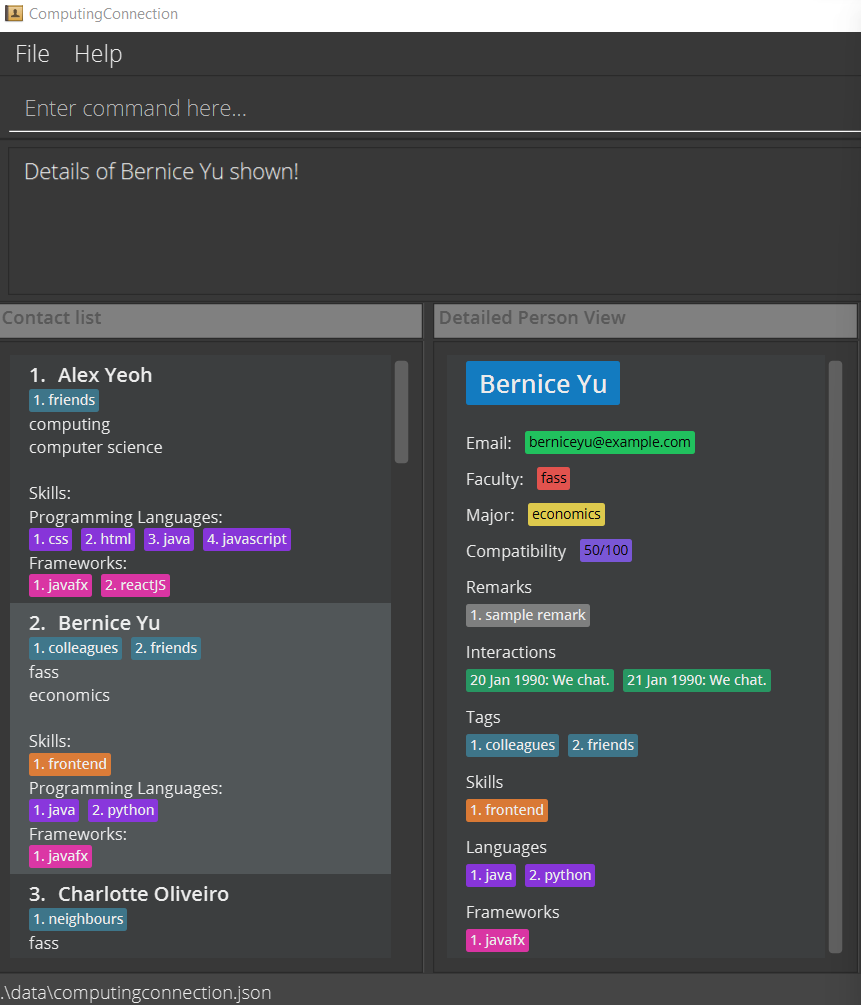 ComputingConnection
File Help
Enter command here...
Details of Bernice Yu shown!
Contact list
1. Alex Yeoh
1. friends
computing
computer science
Skills:
Programming Languages:
1. css 2. html 3. java 4. javascript
Frameworks:
1. javafx 2. reactJS
2. Bernice Yu
1. colleagues 2. friends
fass
economics
Skills:
1. frontend
Programming Languages:
1. java 2. python
Frameworks:
1. javafx
3. Charlotte Oliveiro
1. neighbours
fass
Detailed Person View
Bernice Yu
Email: berniceyu@example.com
Faculty: fass
Major: economics
Compatibility 50/100
Remarks
1. sample remark
Interactions
20 Jan 1990: We chat. 21 Jan 1990: We chat.
Tags
1. colleagues 2. friends
Skills
1. frontend
Languages
1. java 2. python
Frameworks
1. javafx
.\data\computingconnection.json